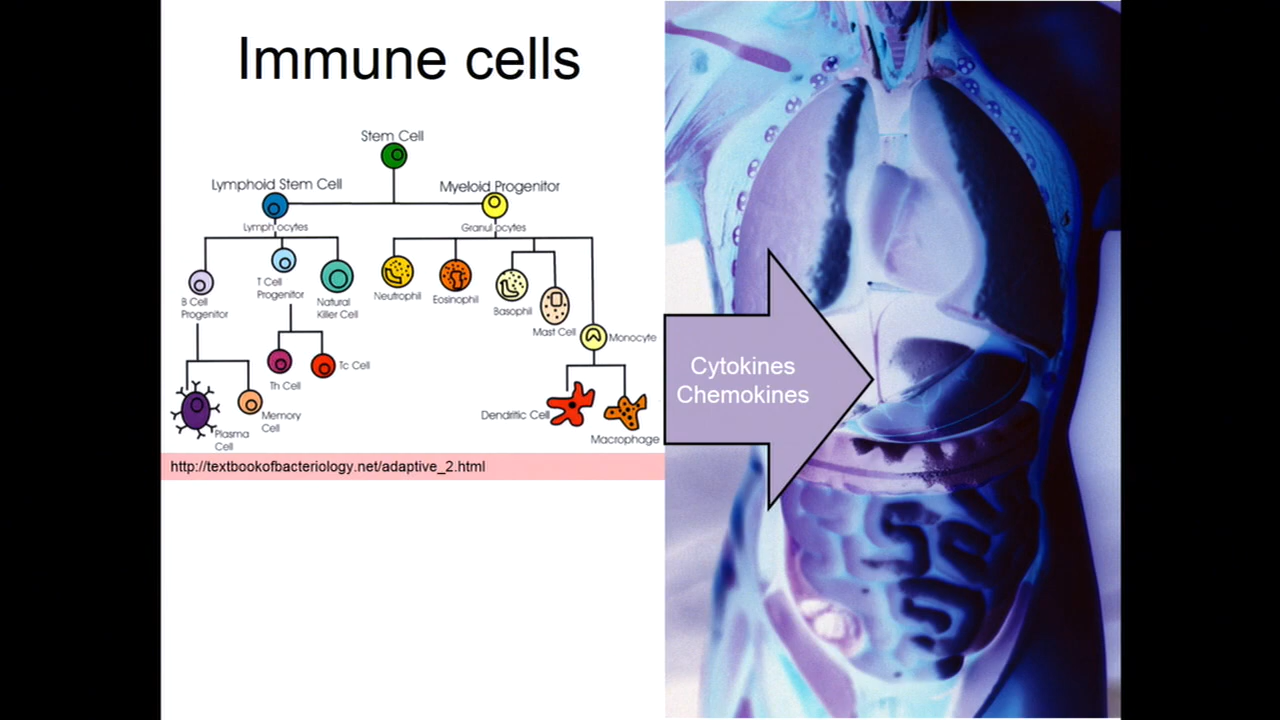 Immune cells
Stem Cell
Lymphoid Stem Cell
Myeloid Progenitor
Lymphocytes
Granulocytes
B Cell
Progenitor
T Cell
Progenitor
Natural
Killer Cell
Neutrophil
Eosinophil
Basophil
Mast Cell
Monocyte
Th Cell
Tc Cell
Plasma
Cell
Memory
Cell
Dendritic Cell
Macrophage
Cytokines
Chemokines
http://textbookofbacteriology.net/adaptive_2.html